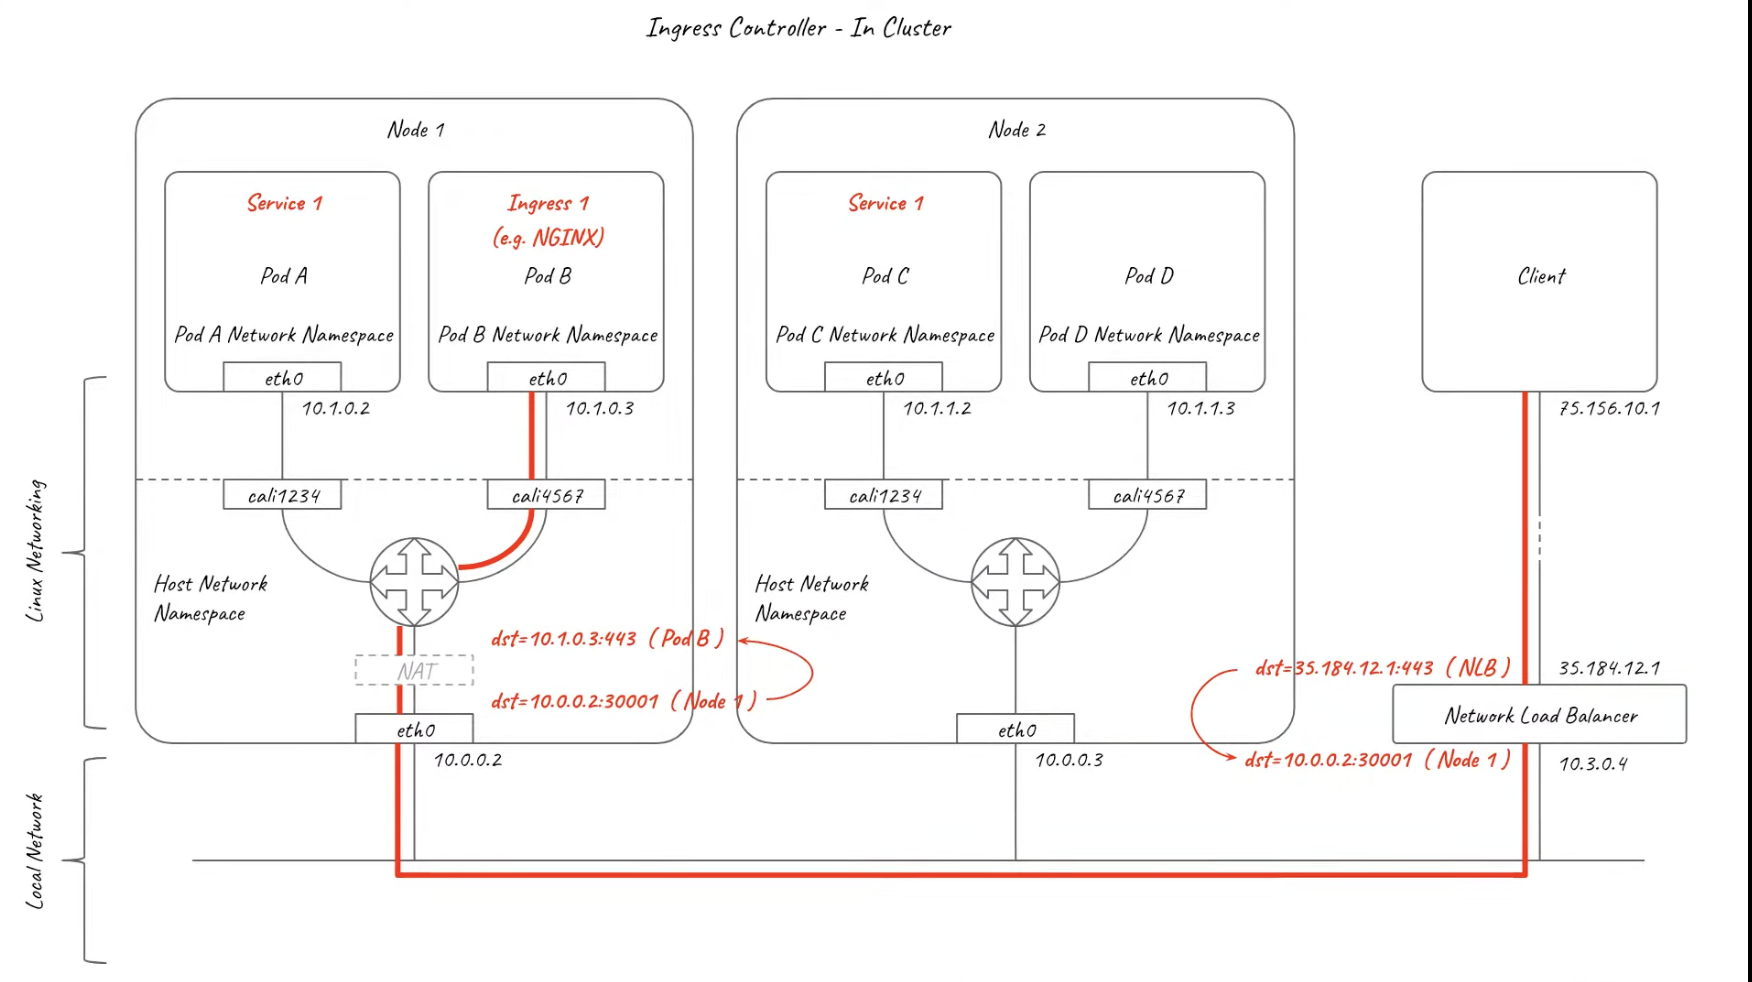 Ingress Controller - In Cluster
Node 1
Node 2
Service 1
Ingress 1
(e.g. NGINX)
Service 1
Pod A
Pod B
Pod C
Pod D
Client
Pod A Network Namespace
Pod B Network Namespace
Pod C Network Namespace
Pod D Network Namespace
eth0
eth0
eth0
eth0
10.1.0.2
10.1.0.3
10.1.1.2
10.1.1.3
75.156.10.1
cali1234
cali4567
cali1234
cali4567
Linux Networking
Host Network
Namespace
Host Network
Namespace
dst=10.1.0.3:443 (Pod B)
NAT
dst=10.0.0.2:30001 (Node 1)
dst=35.184.12.1:443 (NLB)
35.184.12.1
Network Load Balancer
eth0
eth0
10.0.0.2
10.0.0.3
dst=10.0.0.2:30001 (Node 1)
10.3.0.4
Local Network